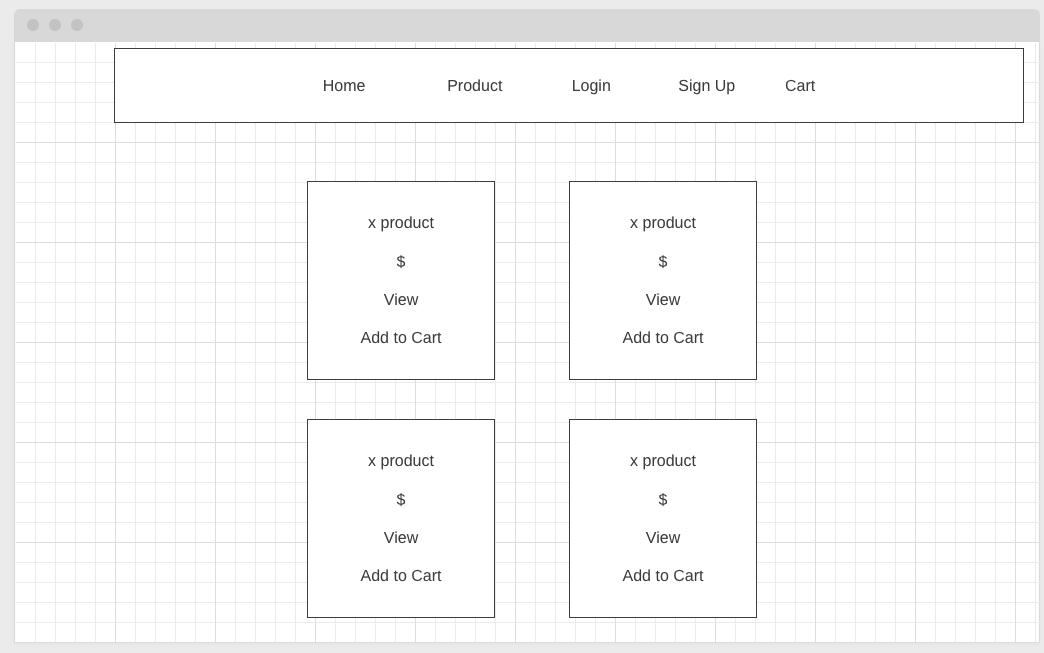 Home Product Login Sign Up Cart
x product
$
View
Add to Cart
x product
$
View
Add to Cart
x product
$
View
Add to Cart
x product
$
View
Add to Cart